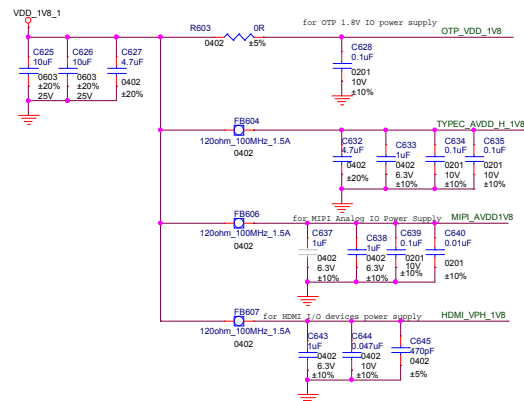 VDD_1V8_1
R603
0R
0402
±5%
for OTP 1.8V IO power supply
OTP_VDD_1V8
C625
10uF
0603
±20%
25V
C626
10uF
0603
±20%
25V
C627
4.7uF
0402
±20%
C628
0.1uF
0201
10V
±10%
FB604
120ohm_100MHz_1.5A
0402
TYPEC_AVDD_H_1V8
C632
4.7uF
0402
±20%
C633
1uF
0402
6.3V
±10%
C634
0.1uF
0201
10V
±10%
C635
0.1uF
0201
10V
±10%
FB606
120ohm_100MHz_1.5A
0402
for MIPI Analog IO Power Supply
MIPI_AVDD1V8
C637
1uF
0402
6.3V
±10%
C638
1uF
0402
6.3V
±10%
C639
0.1uF
0201
10V
±10%
C640
0.01uF
0201
±10%
FB607
120ohm_100MHz_1.5A
0402
for HDMI I/O devices power supply
HDMI_VPH_1V8
C643
1uF
0402
6.3V
±10%
C644
0.047uF
0402
10V
±10%
C645
470pF
0402
±5%